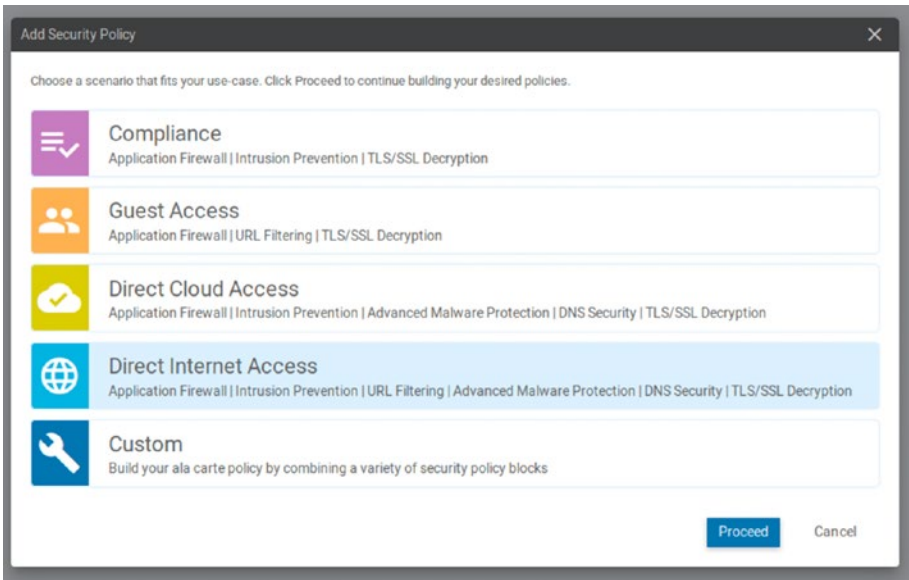 Add Security Policy
Choose a scenario that fits your use-case. Click Proceed to continue building your desired policies.
Compliance
Application Firewall | Intrusion Prevention | TLS/SSL Decryption
Guest Access
Application Firewall | URL Filtering | TLS/SSL Decryption
Direct Cloud Access
Application Firewall | Intrusion Prevention | Advanced Malware Protection | DNS Security | TLS/SSL Decryption
Direct Internet Access
Application Firewall | Intrusion Prevention | URL Filtering | Advanced Malware Protection | DNS Security | TLS/SSL Decryption
Custom
Build your ala carte policy by combining a variety of security policy blocks
Proceed Cancel